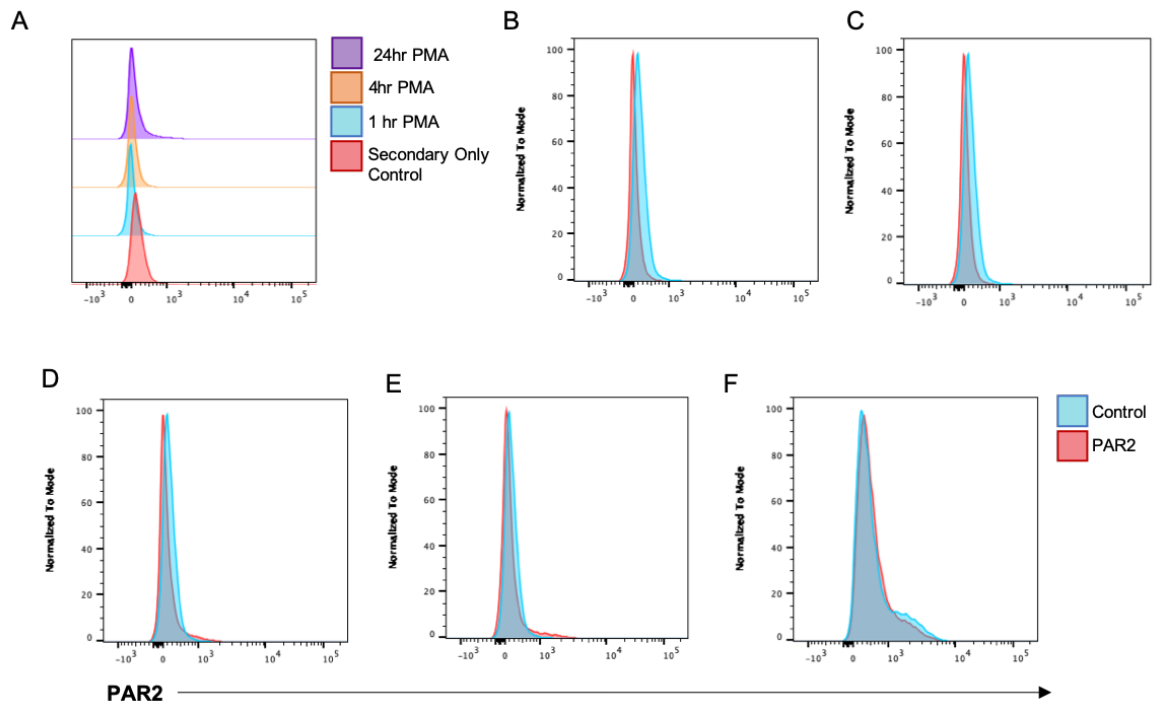 A
24hr PMA
4hr PMA
1 hr PMA
Secondary Only
Control
-10³ 0 10³ 10⁴ 10⁵
B
Normalized To Mode
100
80
60
40
20
0
-10³ 0 10³ 10⁴ 10⁵
C
Normalized To Mode
100
80
60
40
20
0
-10³ 0 10³ 10⁴ 10⁵
D
Normalized To Mode
100
80
60
40
20
0
-10³ 0 10³ 10⁴ 10⁵
E
Normalized To Mode
100
80
60
40
20
0
-10³ 0 10³ 10⁴ 10⁵
F
Normalized To Mode
100
80
60
40
20
0
-10³ 0 10³ 10⁴ 10⁵
Control
PAR2
PAR2